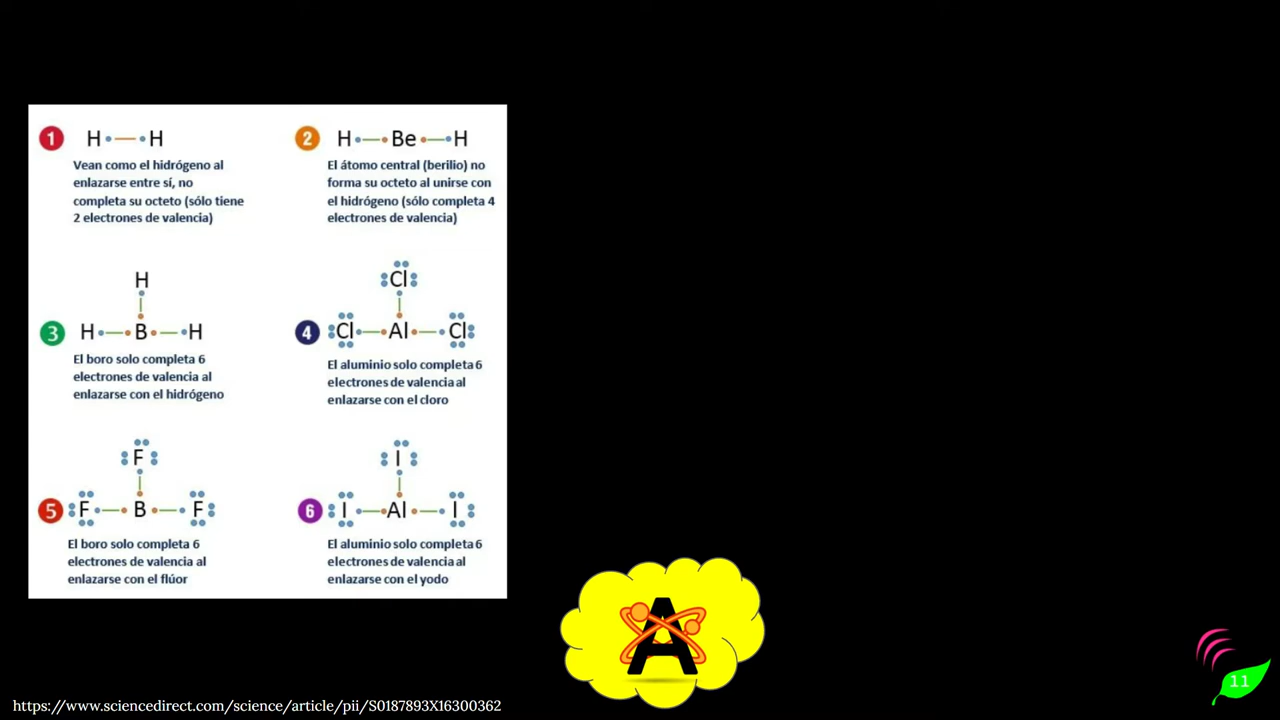 1 H — H
Vean como el hidrógeno al
enlazarse entre sí, no
completa su octeto (sólo tiene
2 electrones de valencia)
2 H — Be — H
El átomo central (berilio) no
forma su octeto al unirse con
el hidrógeno (sólo completa 4
electrones de valencia)
H
3 H — B — H
El boro solo completa 6
electrones de valencia al
enlazarse con el hidrógeno
Cl
4 Cl — Al — Cl
El aluminio solo completa 6
electrones de valencia al
enlazarse con el cloro
F
5 F — B — F
El boro solo completa 6
electrones de valencia al
enlazarse con el flúor
I
6 I — Al — I
El aluminio solo completa 6
electrones de valencia al
enlazarse con el yodo
A
11
https://www.sciencedirect.com/science/article/pii/S0187893X16300362